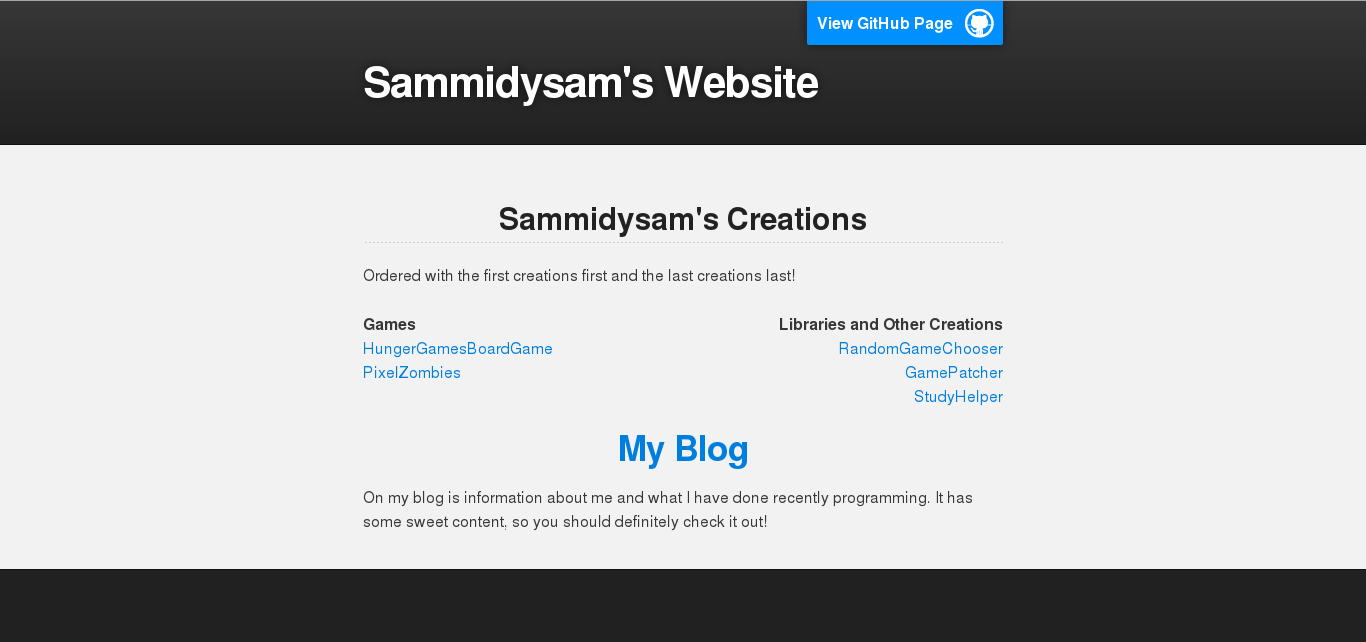 View GitHub Page
Sammidysam's Website
Sammidysam's Creations
Ordered with the first creations first and the last creations last!
Games
HungerGamesBoardGame
PixelZombies
Libraries and Other Creations
RandomGameChooser
GamePatcher
StudyHelper
My Blog
On my blog is information about me and what I have done recently programming. It has
some sweet content, so you should definitely check it out!